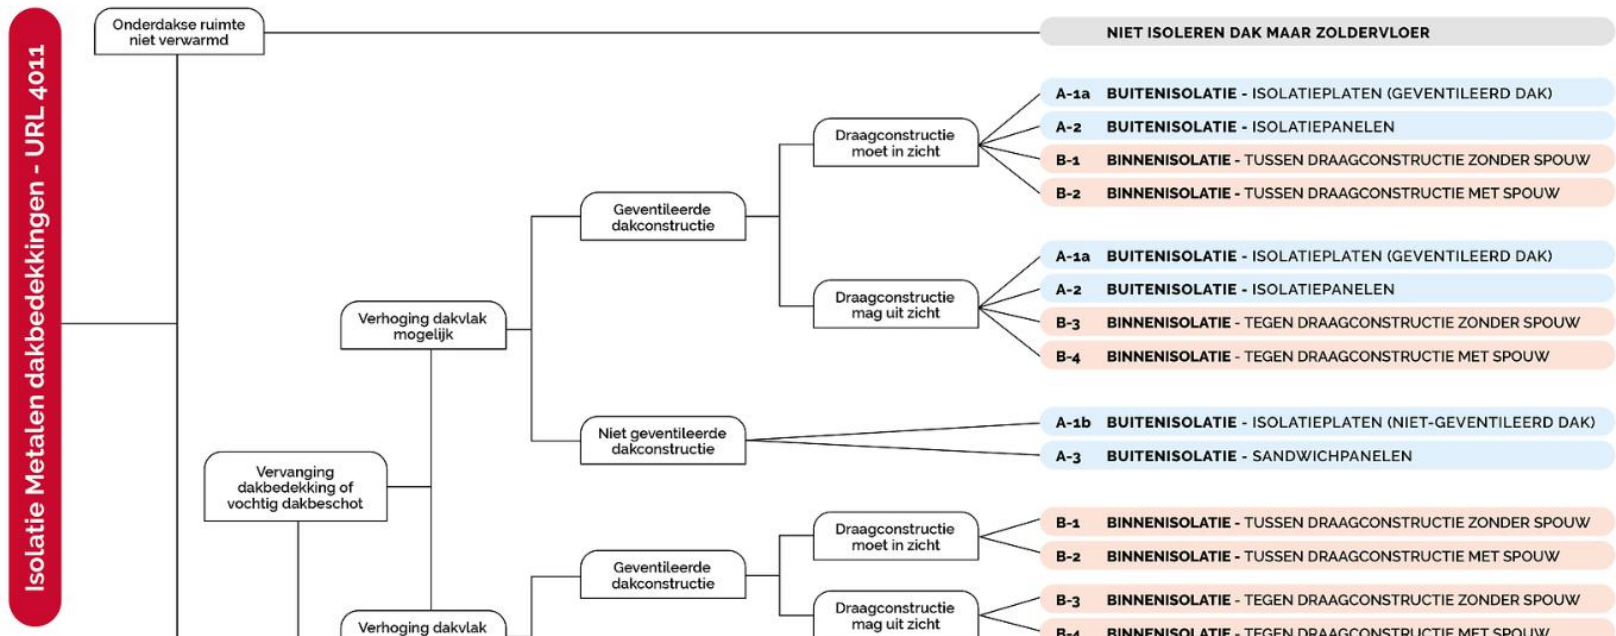 Isolatie Metalen dakbedekkingen - URL 4011
Onderdakse ruimte
niet verwarmd
NIET ISOLEREN DAK MAAR ZOLDERVLOER
Vervanging
dakbedekking of
vochtig dakbeschot
Verhoging dakvlak
mogelijk
Geventileerde
dakconstructie
Draagconstructie
moet in zicht
A-1a BUITENISOLATIE - ISOLATIEPLATEN (GEVENTILEERD DAK)
A-2 BUITENISOLATIE - ISOLATIEPANELEN
B-1 BINNENISOLATIE - TUSSEN DRAAGCONSTRUCTIE ZONDER SPOUW
B-2 BINNENISOLATIE - TUSSEN DRAAGCONSTRUCTIE MET SPOUW
Draagconstructie
mag uit zicht
A-1a BUITENISOLATIE - ISOLATIEPLATEN (GEVENTILEERD DAK)
A-2 BUITENISOLATIE - ISOLATIEPANELEN
B-3 BINNENISOLATIE - TEGEN DRAAGCONSTRUCTIE ZONDER SPOUW
B-4 BINNENISOLATIE - TEGEN DRAAGCONSTRUCTIE MET SPOUW
Niet geventileerde
dakconstructie
A-1b BUITENISOLATIE - ISOLATIEPLATEN (NIET-GEVENTILEERD DAK)
A-3 BUITENISOLATIE - SANDWICHPANELEN
Verhoging dakvlak
Geventileerde
dakconstructie
Draagconstructie
moet in zicht
B-1 BINNENISOLATIE - TUSSEN DRAAGCONSTRUCTIE ZONDER SPOUW
B-2 BINNENISOLATIE - TUSSEN DRAAGCONSTRUCTIE MET SPOUW
Draagconstructie
mag uit zicht
B-3 BINNENISOLATIE - TEGEN DRAAGCONSTRUCTIE ZONDER SPOUW
B-4 BINNENISOLATIE - TEGEN DRAAGCONSTRUCTIE MET SPOUW